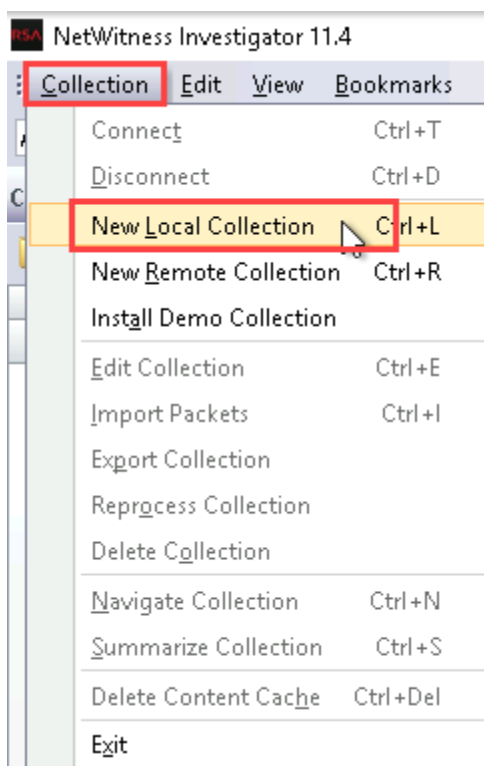 RSA NetWitness Investigator 11.4
Collection Edit View Bookmarks
Connect Ctrl+T
Disconnect Ctrl+D
New Local Collection Ctrl+L
New Remote Collection Ctrl+R
Install Demo Collection
Edit Collection Ctrl+E
Import Packets Ctrl+I
Export Collection
Reprocess Collection
Delete Collection
Navigate Collection Ctrl+N
Summarize Collection Ctrl+S
Delete Content Cache Ctrl+Del
Exit